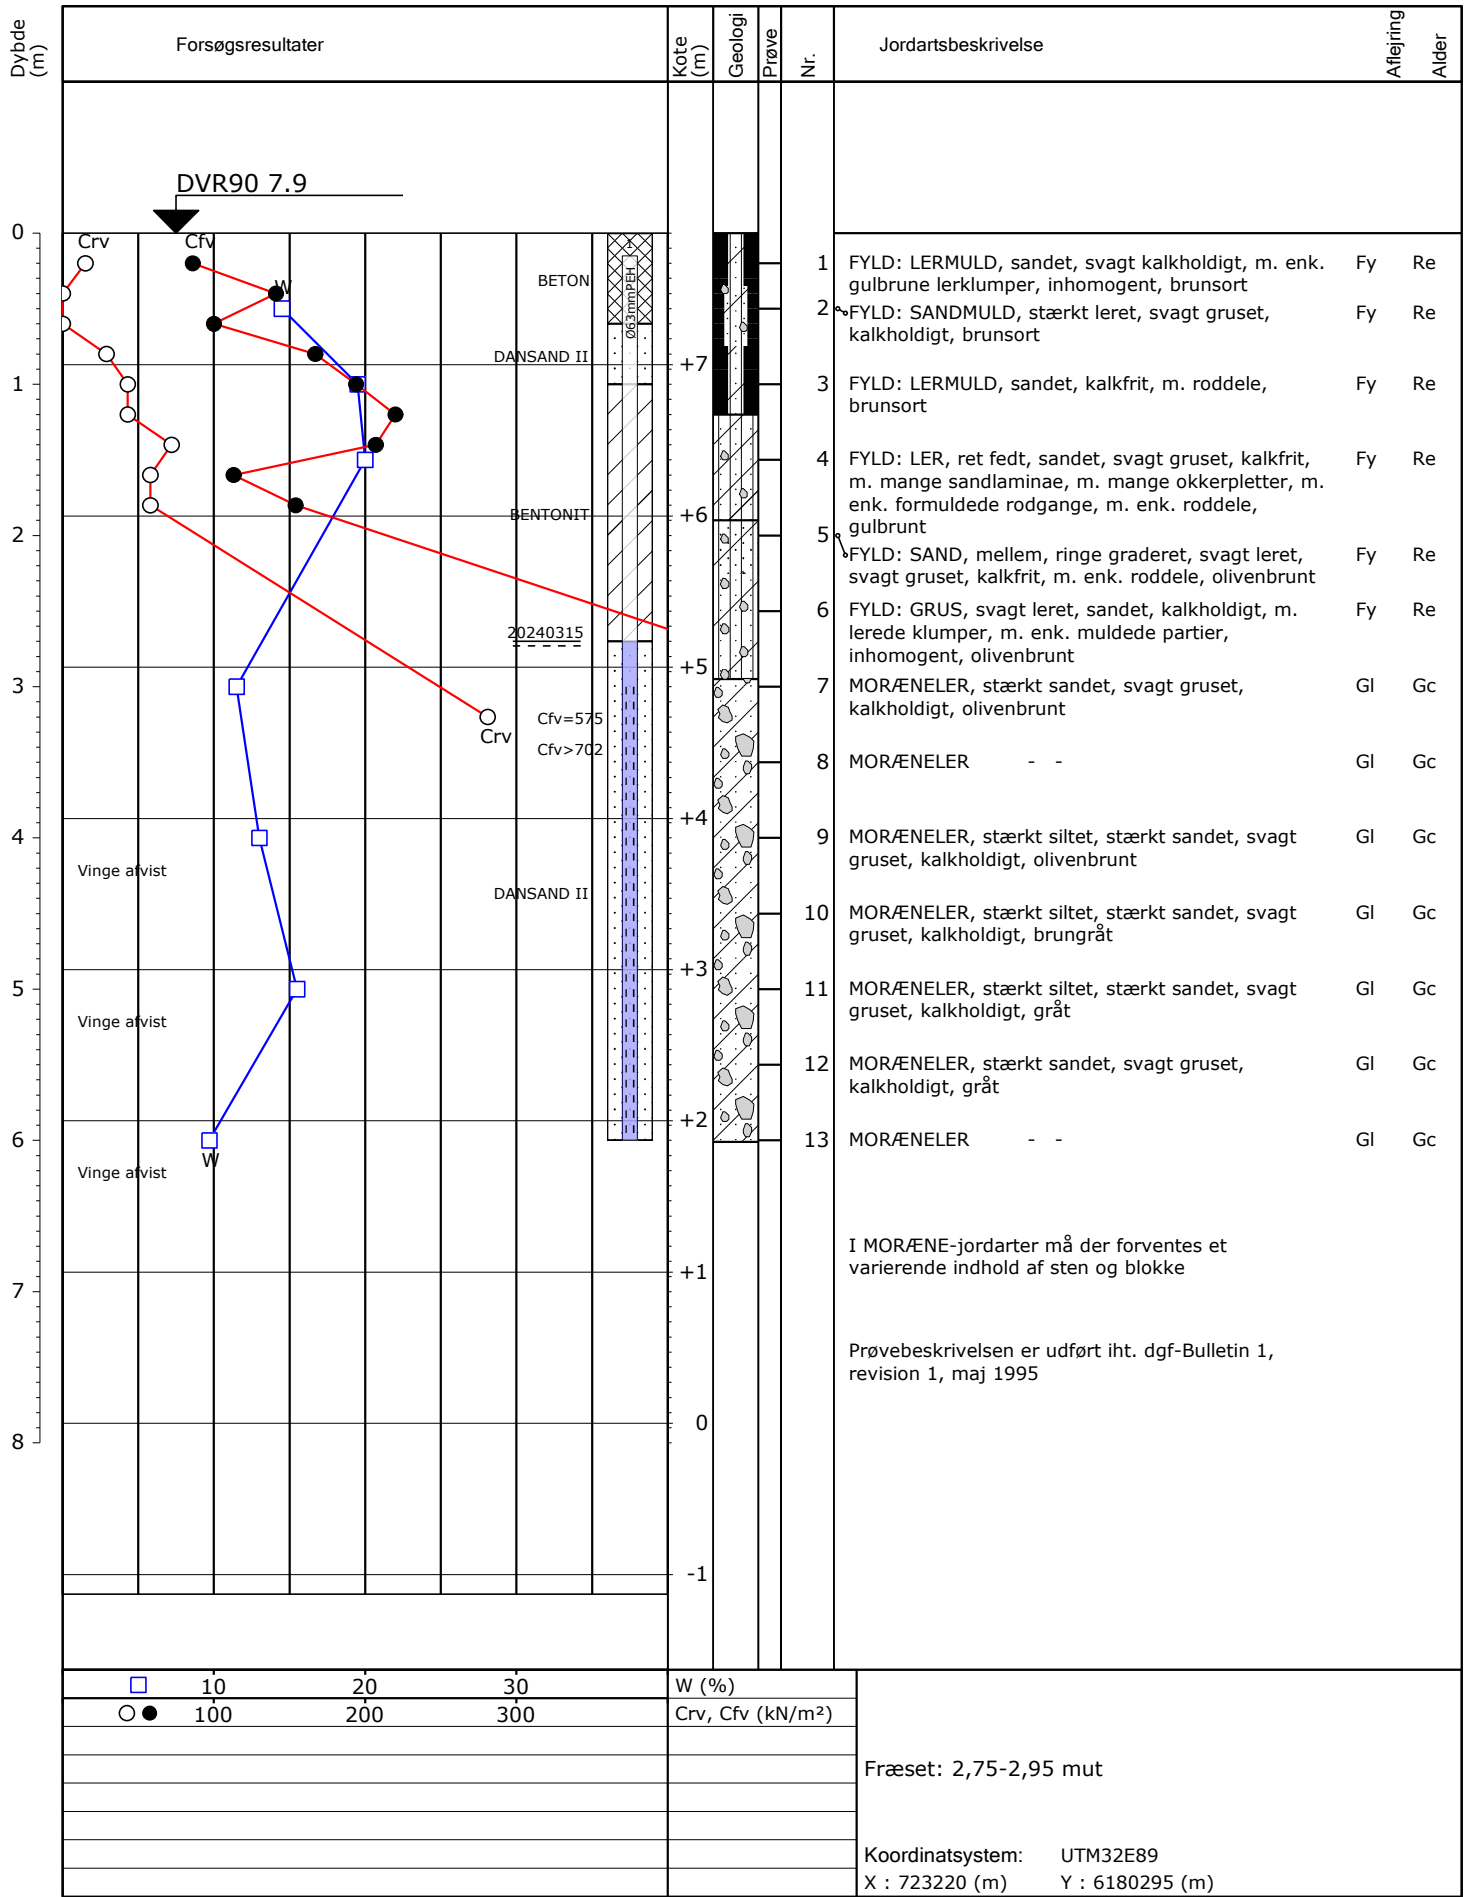 Dybde
(m)
Forsøgsresultater
Kote
(m)
Geologi
Prøve
Nr.
Jordartsbeskrivelse
Aflejring
Alder
DVR90 7.9
0
Crv
Cfv
W
1
Ø63mmPEH
BETON
DANSAND II
+7
1
BENTONIT
+6
2
20240315
+5
3
Cfv=575
Crv
Cfv>702
+4
4
Vinge afvist
DANSAND II
+3
5
Vinge afvist
+2
6
W
Vinge afvist
+1
7
0
8
-1
1 FYLD: LERMULD, sandet, svagt kalkholdigt, m. enk. Fy Re
gulbrune lerklumper, inhomogent, brunsort
2 FYLD: SANDMULD, stærkt leret, svagt gruset, Fy Re
kalkholdigt, brunsort
3 FYLD: LERMULD, sandet, kalkfrit, m. roddele, Fy Re
brunsort
4 FYLD: LER, ret fedt, sandet, svagt gruset, kalkfrit, Fy Re
m. mange sandlaminae, m. mange okkerpletter, m.
enk. formuldede rodgange, m. enk. roddele,
gulbrunt
5 FYLD: SAND, mellem, ringe graderet, svagt leret, Fy Re
svagt gruset, kalkfrit, m. enk. roddele, olivenbrunt
6 FYLD: GRUS, svagt leret, sandet, kalkholdigt, m. Fy Re
lerede klumper, m. enk. muldede partier,
inhomogent, olivenbrunt
7 MORÆNELER, stærkt sandet, svagt gruset, Gl Gc
kalkholdigt, olivenbrunt
8 MORÆNELER - - Gl Gc
9 MORÆNELER, stærkt siltet, stærkt sandet, svagt Gl Gc
gruset, kalkholdigt, olivenbrunt
10 MORÆNELER, stærkt siltet, stærkt sandet, svagt Gl Gc
gruset, kalkholdigt, brungråt
11 MORÆNELER, stærkt siltet, stærkt sandet, svagt Gl Gc
gruset, kalkholdigt, gråt
12 MORÆNELER, stærkt sandet, svagt gruset, Gl Gc
kalkholdigt, gråt
13 MORÆNELER - - Gl Gc
I MORÆNE-jordarter må der forventes et
varierende indhold af sten og blokke
Prøvebeskrivelsen er udført iht. dgf-Bulletin 1,
revision 1, maj 1995
10 20 30 W (%)
100 200 300 Crv, Cfv (kN/m²)
Fræset: 2,75-2,95 mut
Koordinatsystem: UTM32E89
X : 723220 (m) Y : 6180295 (m)